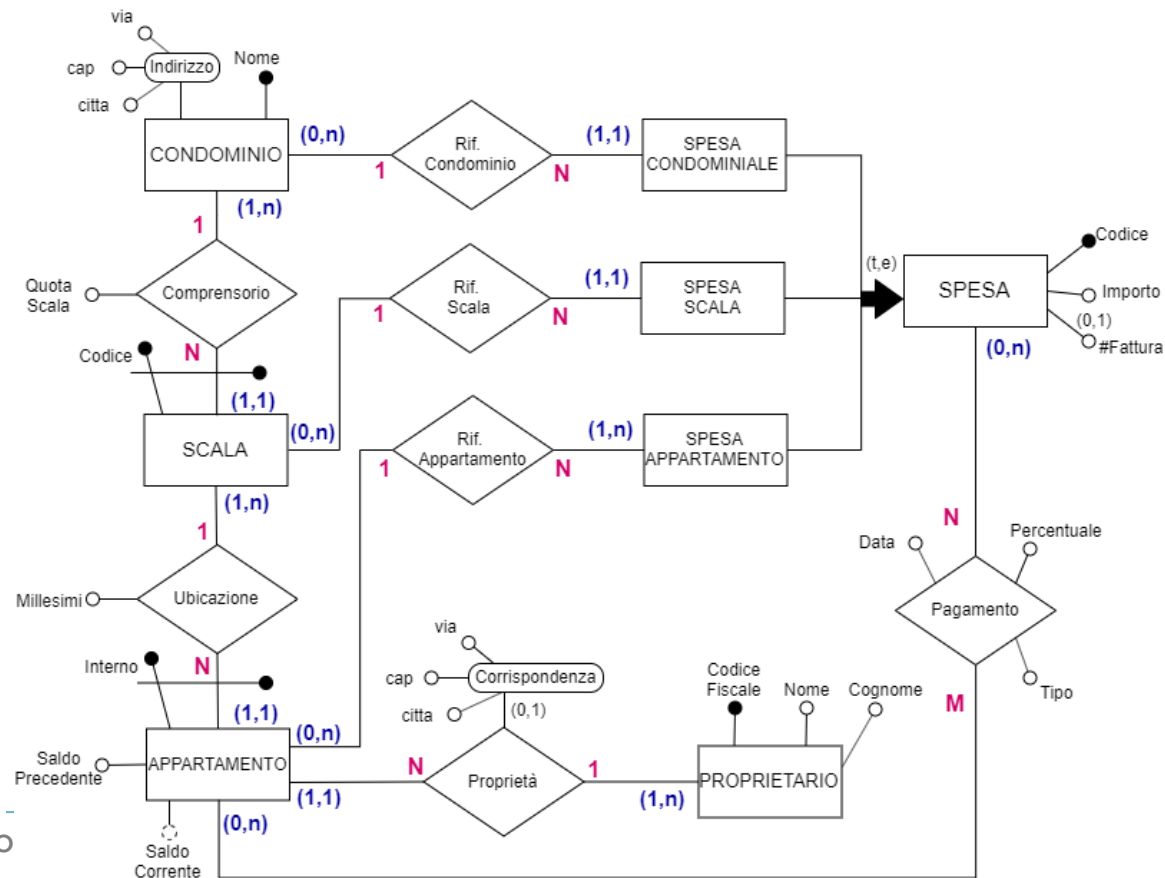 via
cap
Indirizzo
citta
Nome
CONDOMINIO
(0,n)
1
Rif.
Condominio
N
(1,1)
SPESA
CONDOMINIALE
(1,n)
1
Quota
Scala
Comprensorio
N
Codice
(1,1)
SCALA
(0,n)
1
Rif.
Scala
N
(1,1)
SPESA
SCALA
(t,e)
SPESA
Codice
Importo
(0,1)
#Fattura
(0,n)
1
Rif.
Appartamento
N
(1,n)
SPESA
APPARTAMENTO
(1,n)
1
Millesimi
Ubicazione
N
Interno
(1,1)
(0,n)
Saldo
Precedente
APPARTAMENTO
(1,1)
(0,n)
Saldo
Corrente
via
cap
citta
Corrispondenza
(0,1)
N
Proprietà
1
(1,n)
Codice
Fiscale
Nome
Cognome
PROPRIETARIO
N
Data
Percentuale
Pagamento
Tipo
M